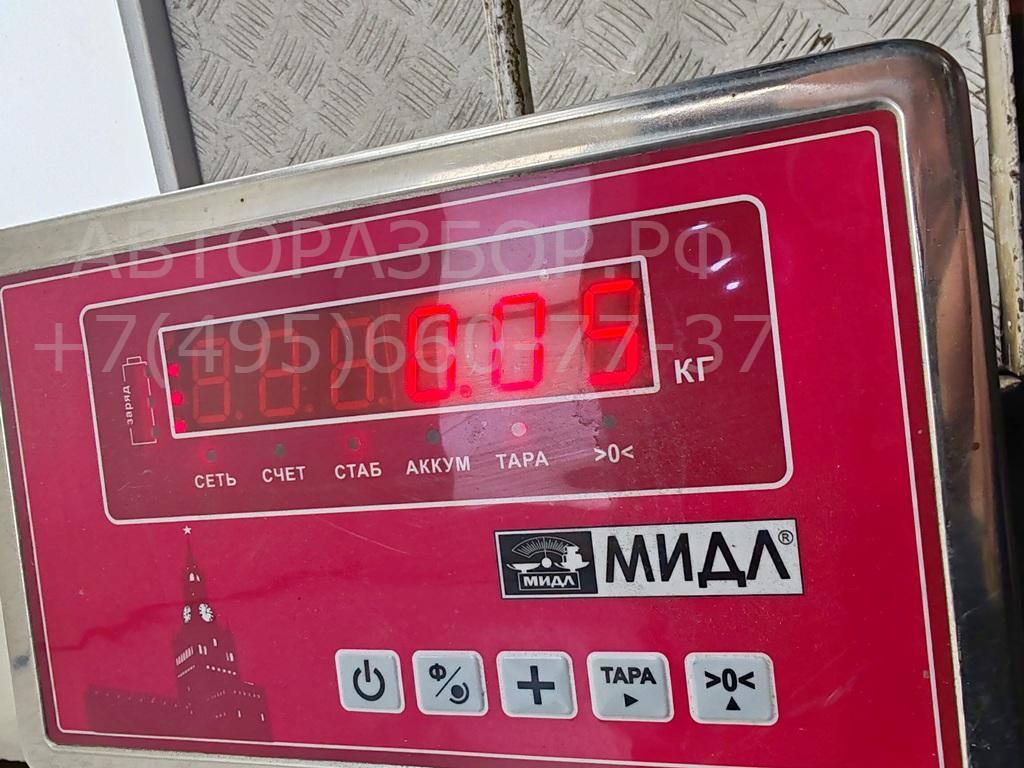 АВТОРАЗБОР.РФ
+7(495)660-77-37
0.05
КГ
заряд
СЕТЬ СЧЕТ СТАБ АККУМ ТАРА >0<
МИДЛ МИДЛ®
Ф ТАРА >0<